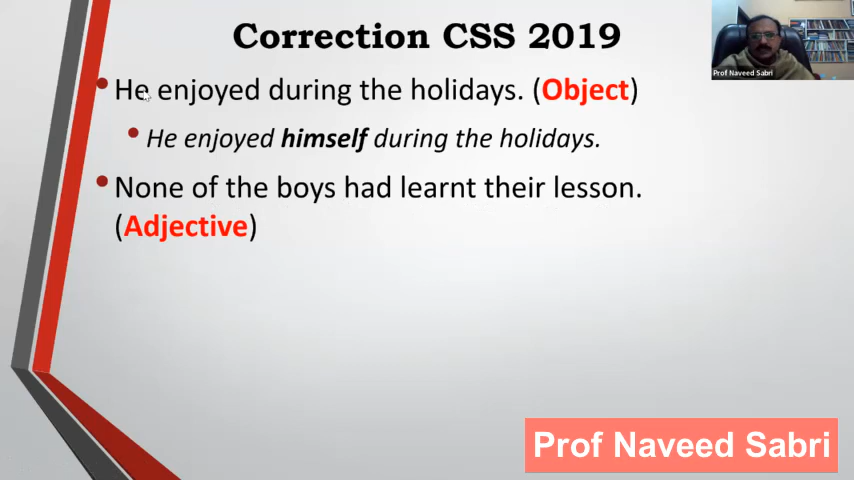 Correction CSS 2019
Prof Naveed Sabri
He enjoyed during the holidays. (Object)
He enjoyed himself during the holidays.
None of the boys had learnt their lesson.
(Adjective)
Prof Naveed Sabri